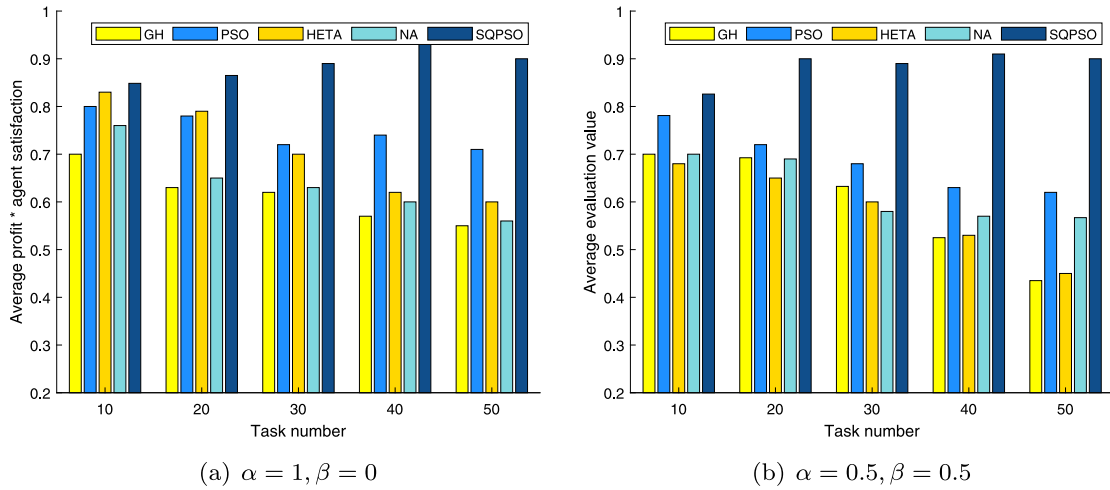 1
0.9
0.8
0.7
0.6
0.5
0.4
0.3
0.2
Average profit * agent satisfaction
GH PSO HETA NA SQPSO
10 20 30 40 50
Task number
(a) α = 1, β = 0
1
0.9
0.8
0.7
0.6
0.5
0.4
0.3
0.2
Average evaluation value
GH PSO HETA NA SQPSO
10 20 30 40 50
Task number
(b) α = 0.5, β = 0.5